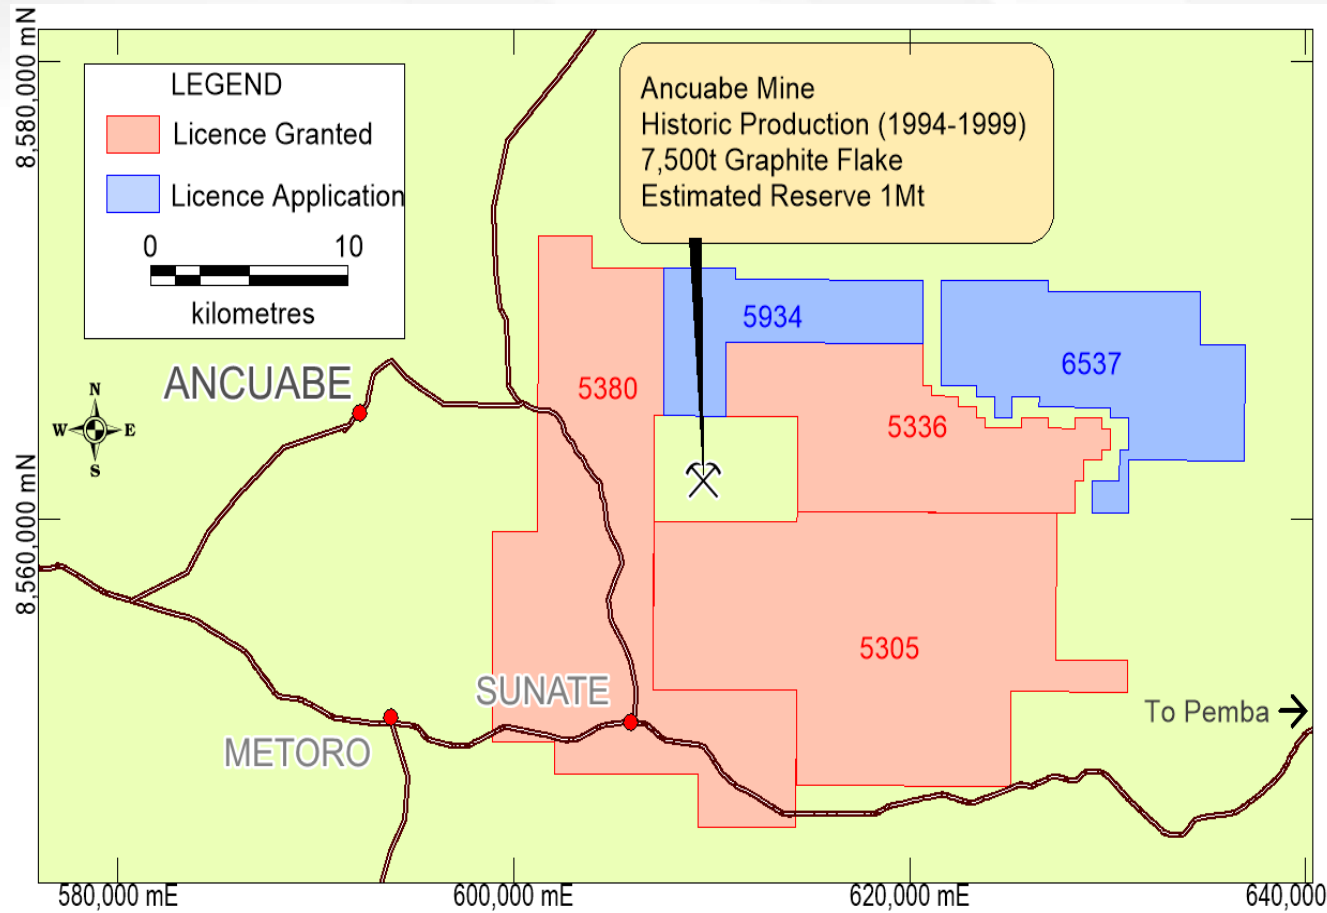 8,580,000 mN
LEGEND
Licence Granted
Licence Application
0 10
kilometres
Ancuabe Mine
Historic Production (1994-1999)
7,500t Graphite Flake
Estimated Reserve 1Mt
5934
6537
5380
5336
ANCUABE
N
W E
S
8,560,000 mN
5305
SUNATE
METORO
To Pemba
580,000 mE
600,000 mE
620,000 mE
640,000